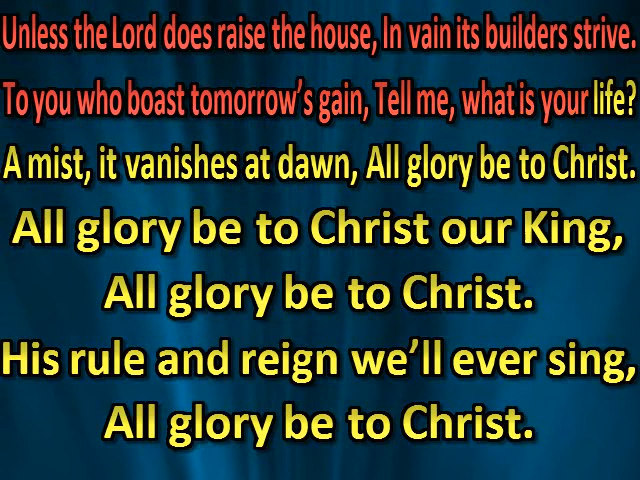 Unless the Lord does raise the house, In vain its builders strive.
To you who boast tomorrow’s gain, Tell me, what is your life?
A mist, it vanishes at dawn, All glory be to Christ.
All glory be to Christ our King,
All glory be to Christ.
His rule and reign we’ll ever sing,
All glory be to Christ.